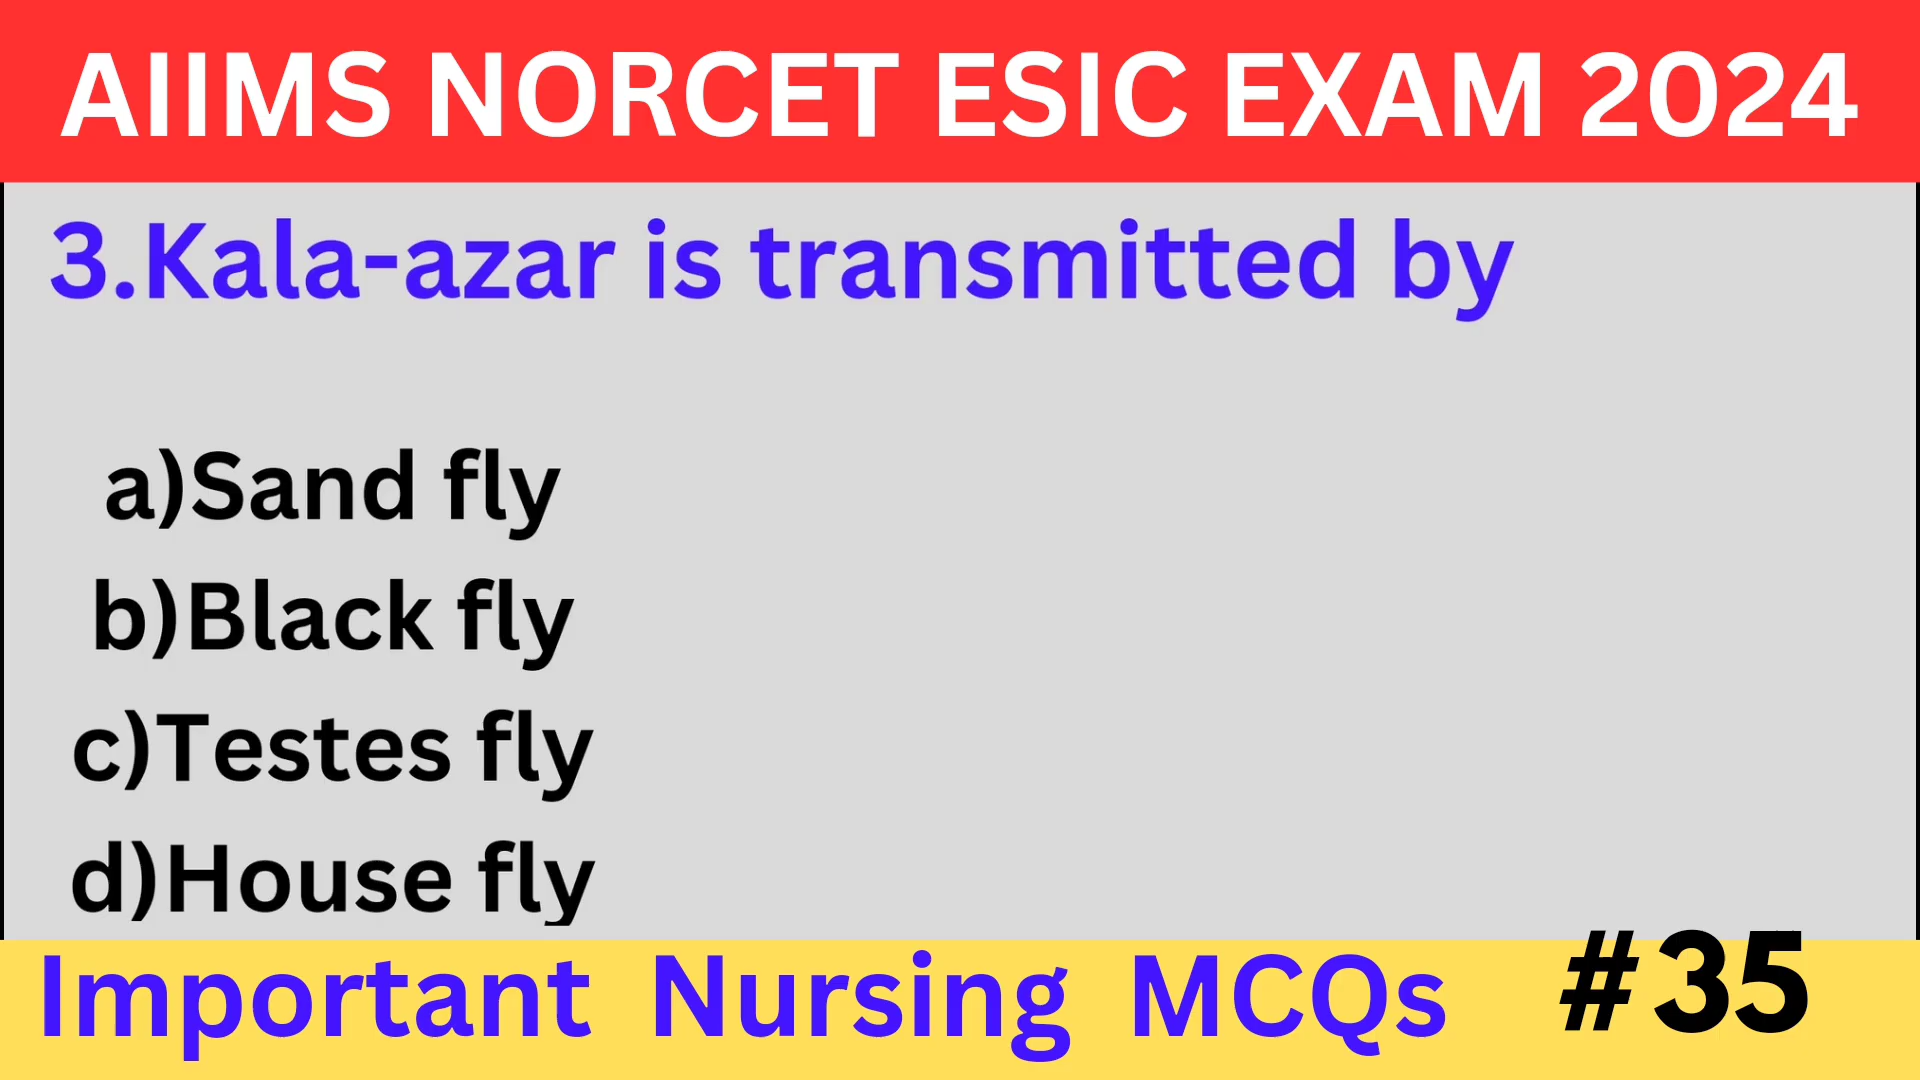 AIIMS NORCET ESIC EXAM 2024
3.Kala-azar is transmitted by
a)Sand fly
b)Black fly
c)Testes fly
d)House fly
Important Nursing MCQs #35